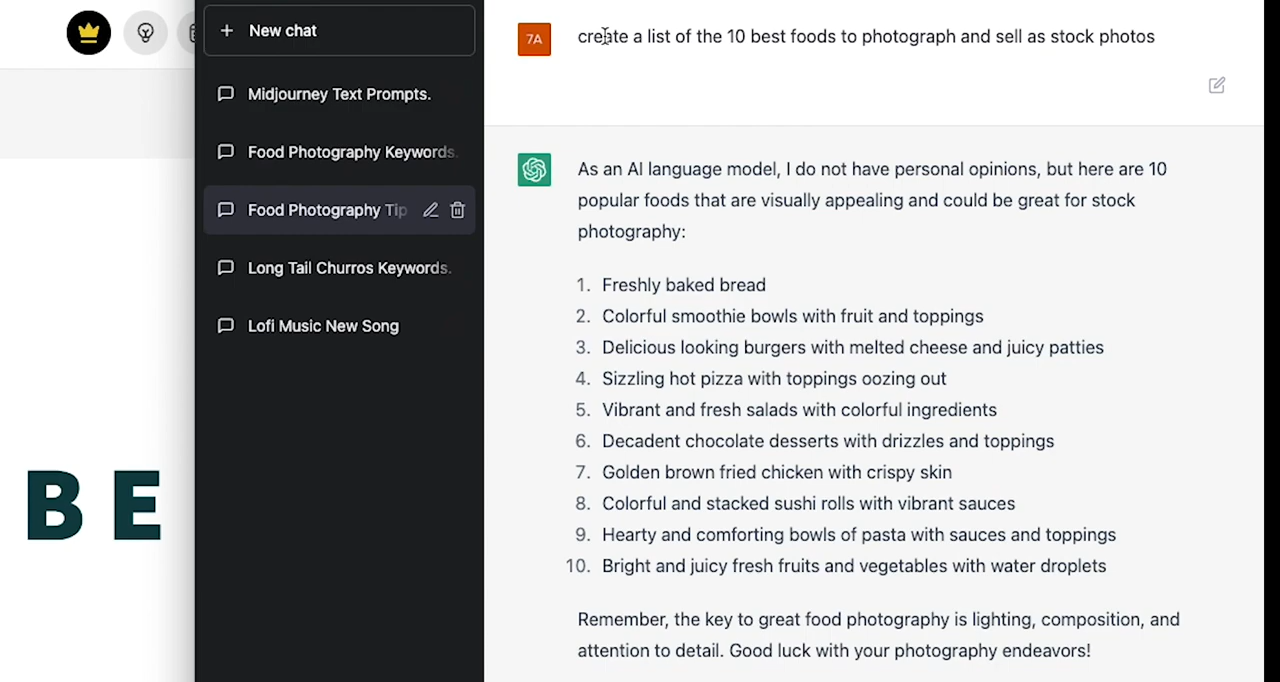 New chat
Midjourney Text Prompts.
Food Photography Keywords.
Food Photography Tip
Long Tail Churros Keywords.
Lofi Music New Song
BE
7A
create a list of the 10 best foods to photograph and sell as stock photos
As an AI language model, I do not have personal opinions, but here are 10
popular foods that are visually appealing and could be great for stock
photography:
1. Freshly baked bread
2. Colorful smoothie bowls with fruit and toppings
3. Delicious looking burgers with melted cheese and juicy patties
4. Sizzling hot pizza with toppings oozing out
5. Vibrant and fresh salads with colorful ingredients
6. Decadent chocolate desserts with drizzles and toppings
7. Golden brown fried chicken with crispy skin
8. Colorful and stacked sushi rolls with vibrant sauces
9. Hearty and comforting bowls of pasta with sauces and toppings
10. Bright and juicy fresh fruits and vegetables with water droplets
Remember, the key to great food photography is lighting, composition, and
attention to detail. Good luck with your photography endeavors!